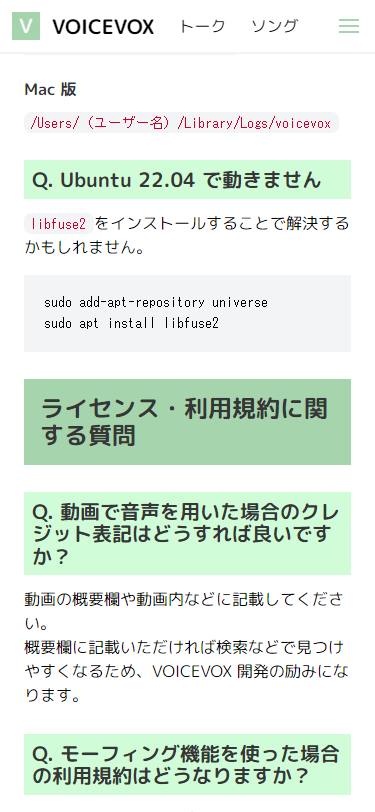 V VOICEVOX トーク ソング
Mac 版
/Users/（ユーザー名）/Library/Logs/voicevox
Q. Ubuntu 22.04 で動きません
libfuse2をインストールすることで解決する
かもしれません。
sudo add-apt-repository universe
sudo apt install libfuse2
ライセンス・利用規約に関
する質問
Q. 動画で音声を用いた場合のクレ
ジット表記はどうすれば良いです
か？
動画の概要欄や動画内などに記載してくださ
い。
概要欄に記載いただければ検索などで見つけ
やすくなるため、VOICEVOX 開発の励みにな
ります。
Q. モーフィング機能を使った場合
の利用規約はどうなりますか？